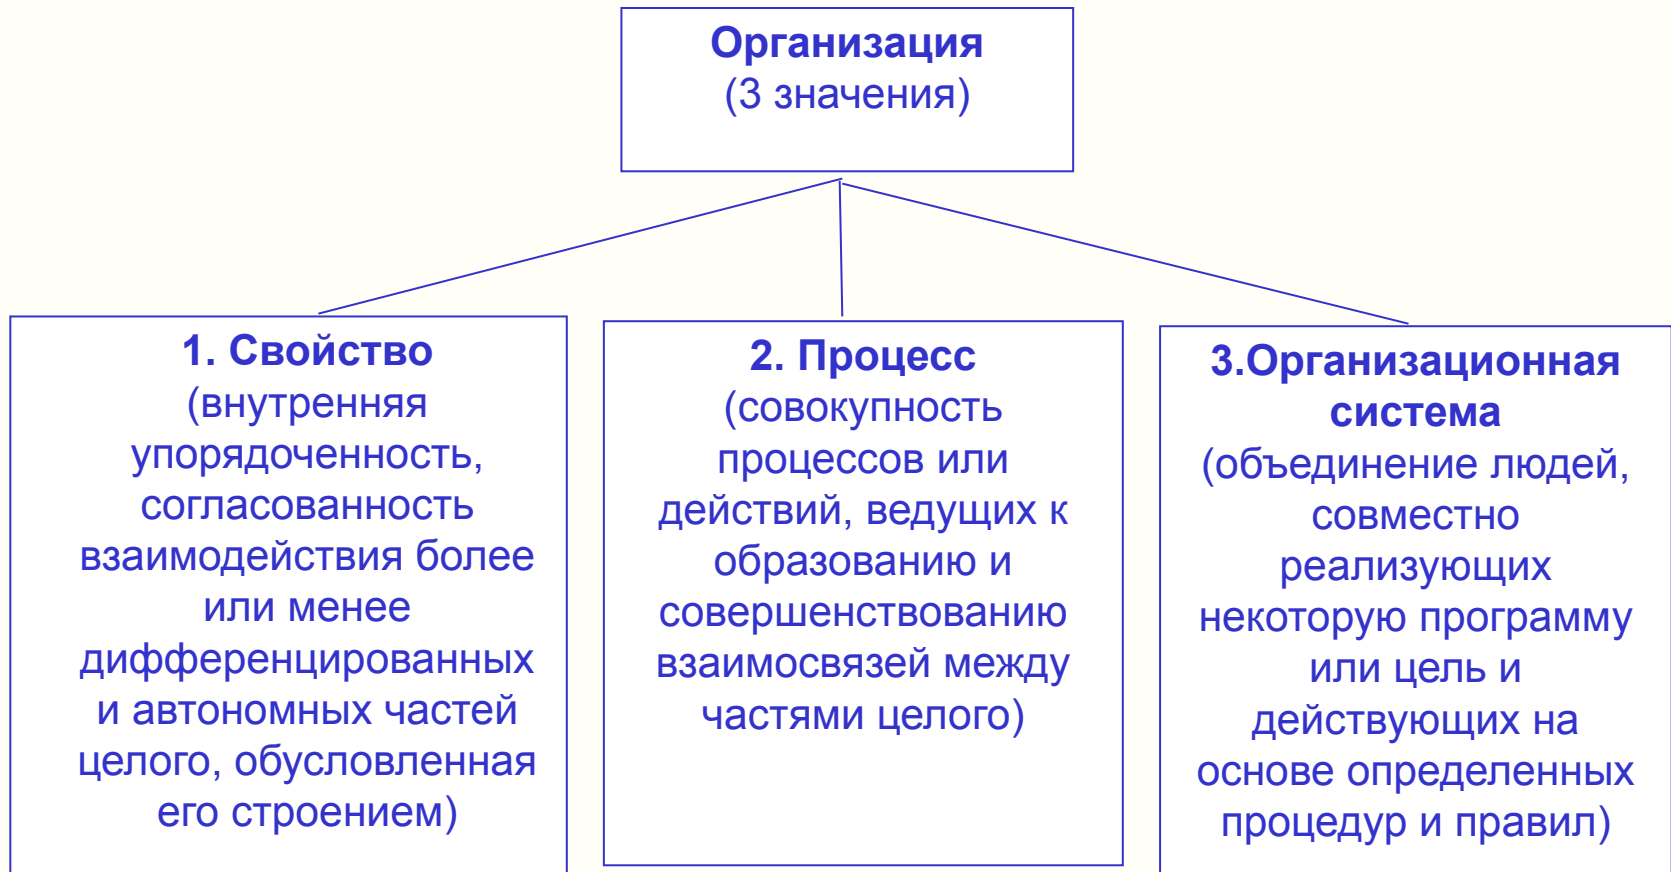 Организация
(3 значения)
1. Свойство
(внутренняя
упорядоченность,
согласованность
взаимодействия более
или менее
дифференцированных
и автономных частей
целого, обусловленная
его строением)
2. Процесс
(совокупность
процессов или
действий, ведущих к
образованию и
совершенствованию
взаимосвязей между
частями целого)
3.Организационная
система
(объединение людей,
совместно
реализующих
некоторую программу
или цель и
действующих на
основе определенных
процедур и правил)